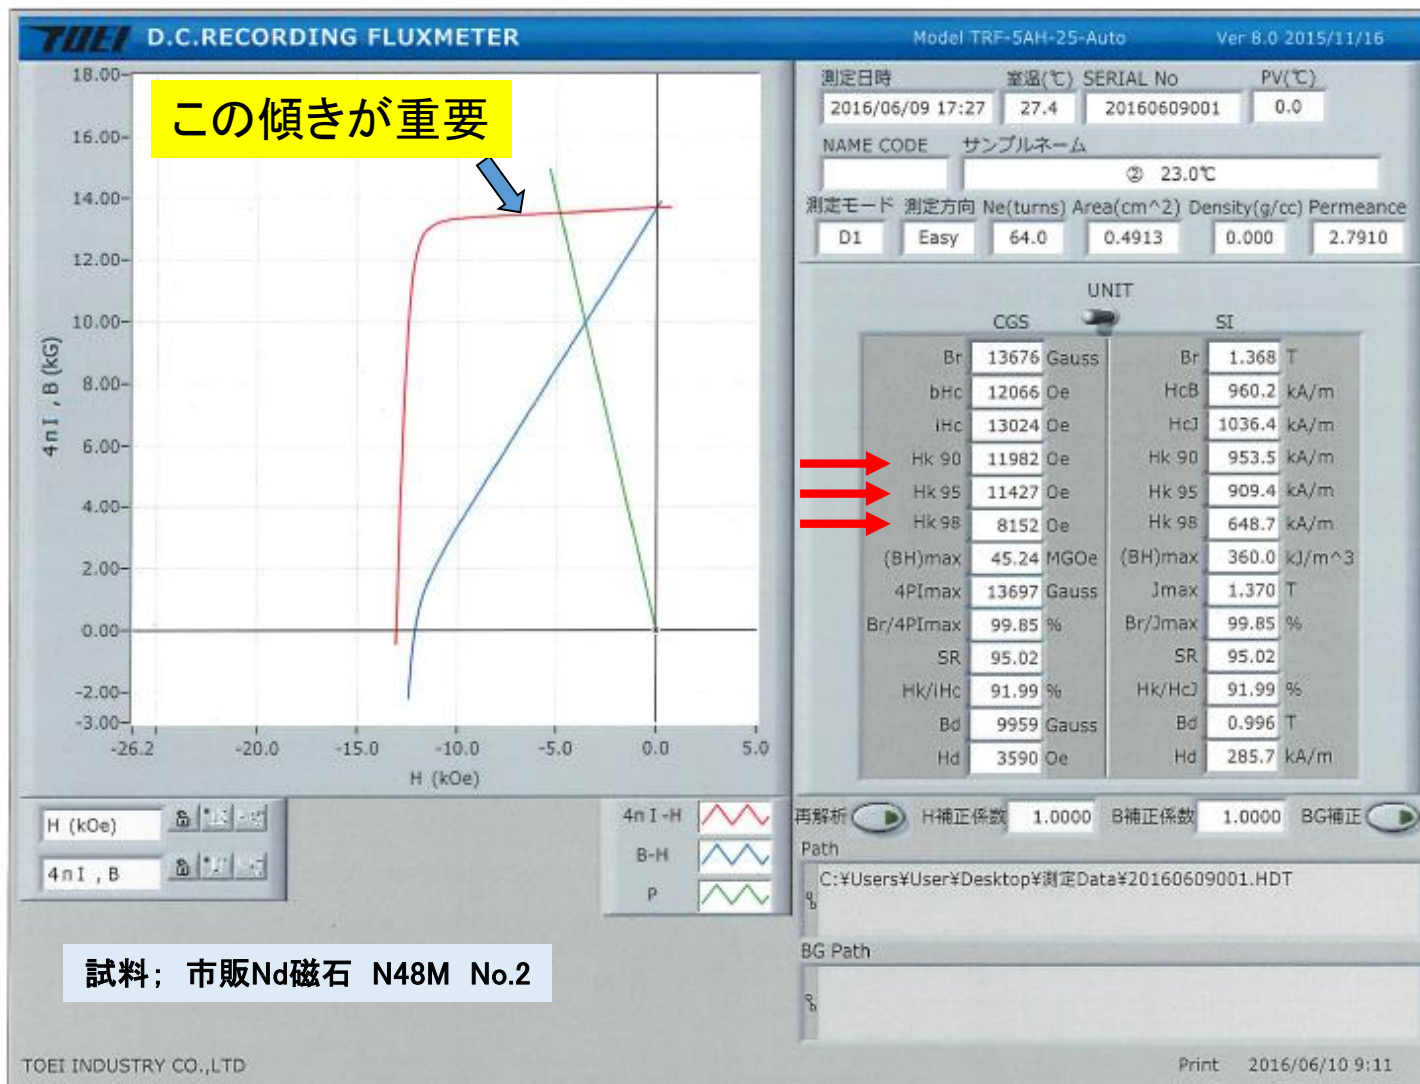 TOEI D.C.RECORDING FLUXMETER Model TRF-5AH-25-Auto Ver 8.0 2015/11/16
この傾きが重要
18.00
16.00
14.00
12.00
10.00
8.00
6.00
4.00
2.00
0.00
-2.00
-3.00
4πI , B (kG)
-26.2 -20.0 -15.0 -10.0 -5.0 0.0 5.0
H (kOe)
測定日時 室温(℃) SERIAL No PV(℃)
2016/06/09 17:27 27.4 20160609001 0.0
NAME CODE サンプルネーム
② 23.0℃
測定モード 測定方向 Ne(turns) Area(cm^2) Density(g/cc) Permeance
D1 Easy 64.0 0.4913 0.000 2.7910
UNIT
CGS SI
Br 13676 Gauss Br 1.368 T
bHc 12066 Oe HcB 960.2 kA/m
iHc 13024 Oe HcJ 1036.4 kA/m
Hk 90 11982 Oe Hk 90 953.5 kA/m
Hk 95 11427 Oe Hk 95 909.4 kA/m
Hk 98 8152 Oe Hk 98 648.7 kA/m
(BH)max 45.24 MGOe (BH)max 360.0 kJ/m^3
4PImax 13697 Gauss Jmax 1.370 T
Br/4PImax 99.85 % Br/Jmax 99.85 %
SR 95.02 SR 95.02
Hk/iHc 91.99 % Hk/HcJ 91.99 %
Bd 9959 Gauss Bd 0.996 T
Hd 3590 Oe Hd 285.7 kA/m
H (kOe)
4πI , B
4πI-H
B-H
P
再解析 H補正係数 1.0000 B補正係数 1.0000 BG補正
Path
C:¥Users¥User¥Desktop¥測定Data¥20160609001.HDT
BG Path
試料; 市販Nd磁石 N48M No.2
TOEI INDUSTRY CO.,LTD Print 2016/06/10 9:11